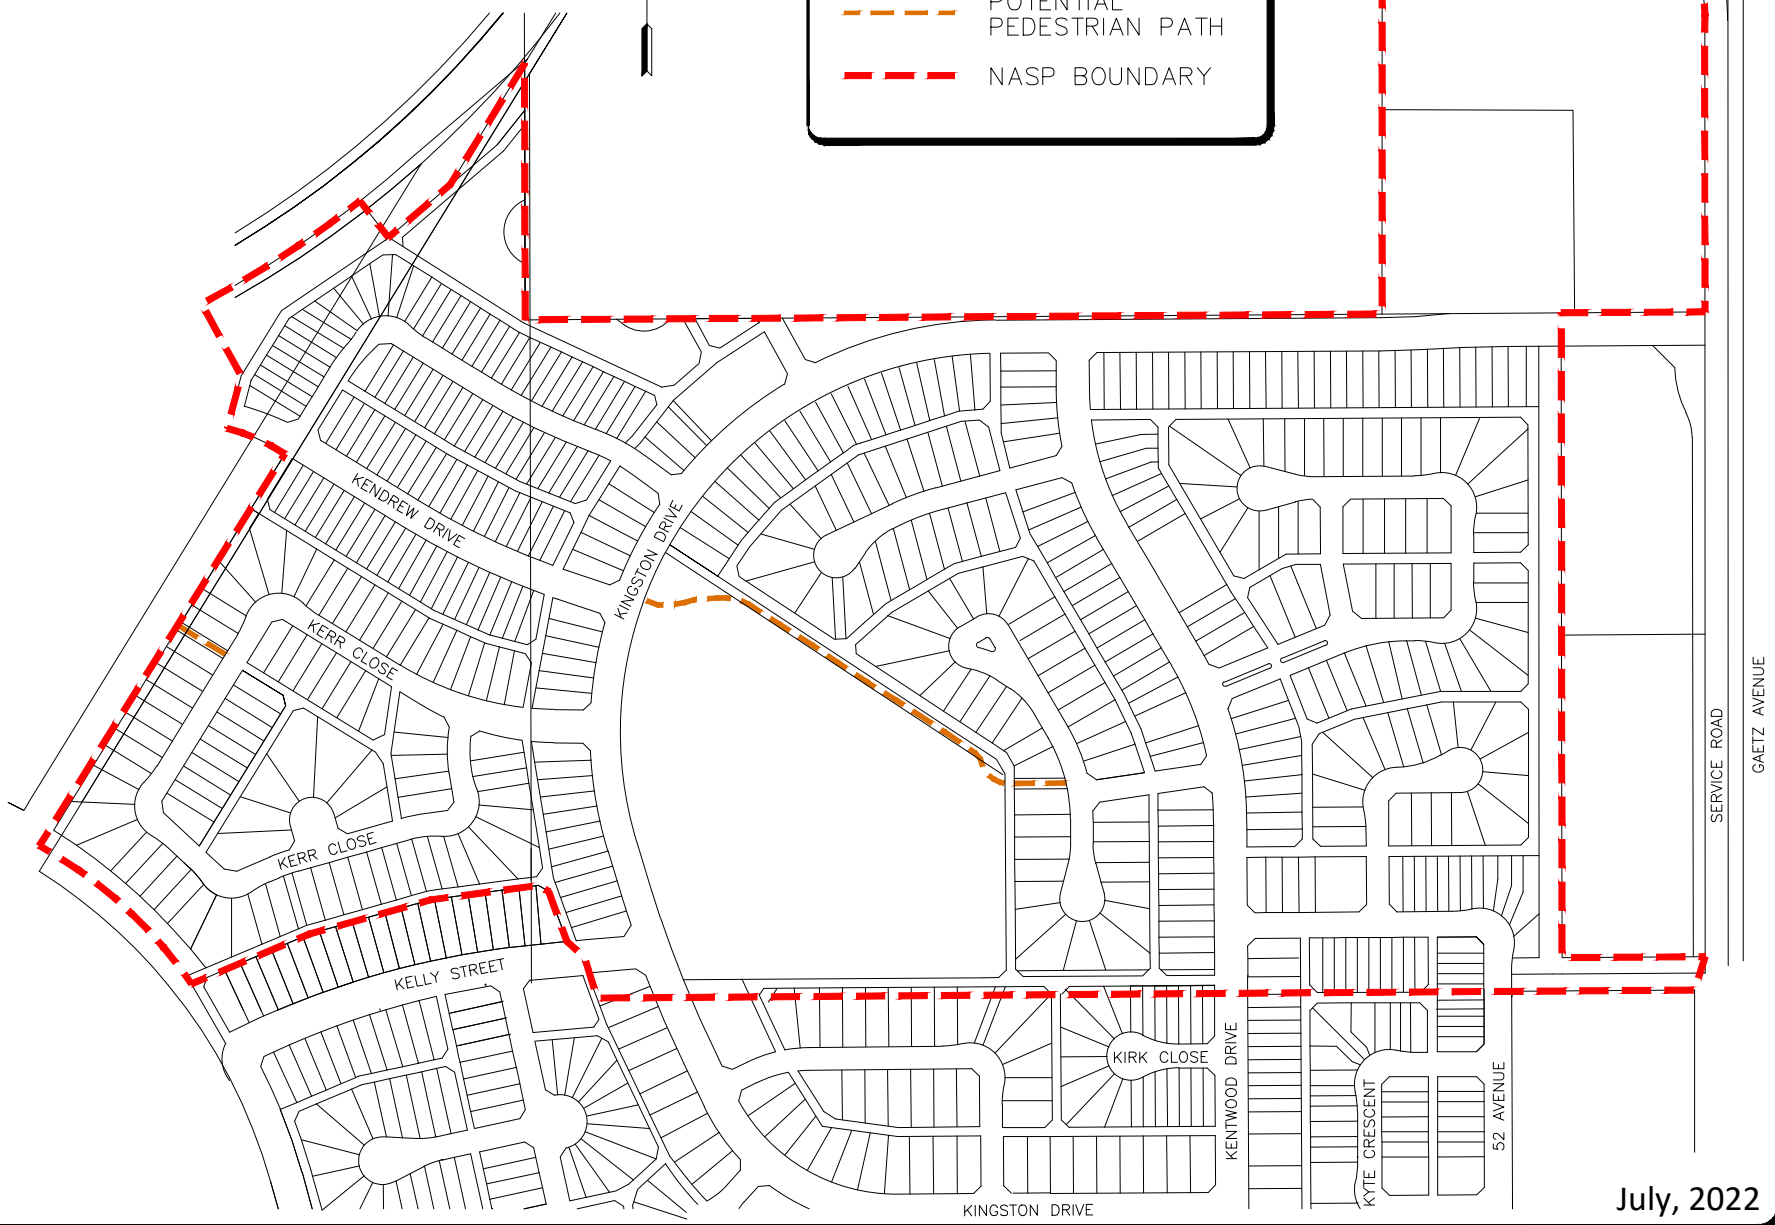 POTENTIAL
PEDESTRIAN PATH
NASP BOUNDARY
KENDREW DRIVE
KINGSTON DRIVE
KERR CLOSE
KERR CLOSE
KELLY STREET
SERVICE ROAD
GAETZ AVENUE
KIRK CLOSE
KENTWOOD DRIVE
KYTE CRESCENT
52 AVENUE
KINGSTON DRIVE
July, 2022